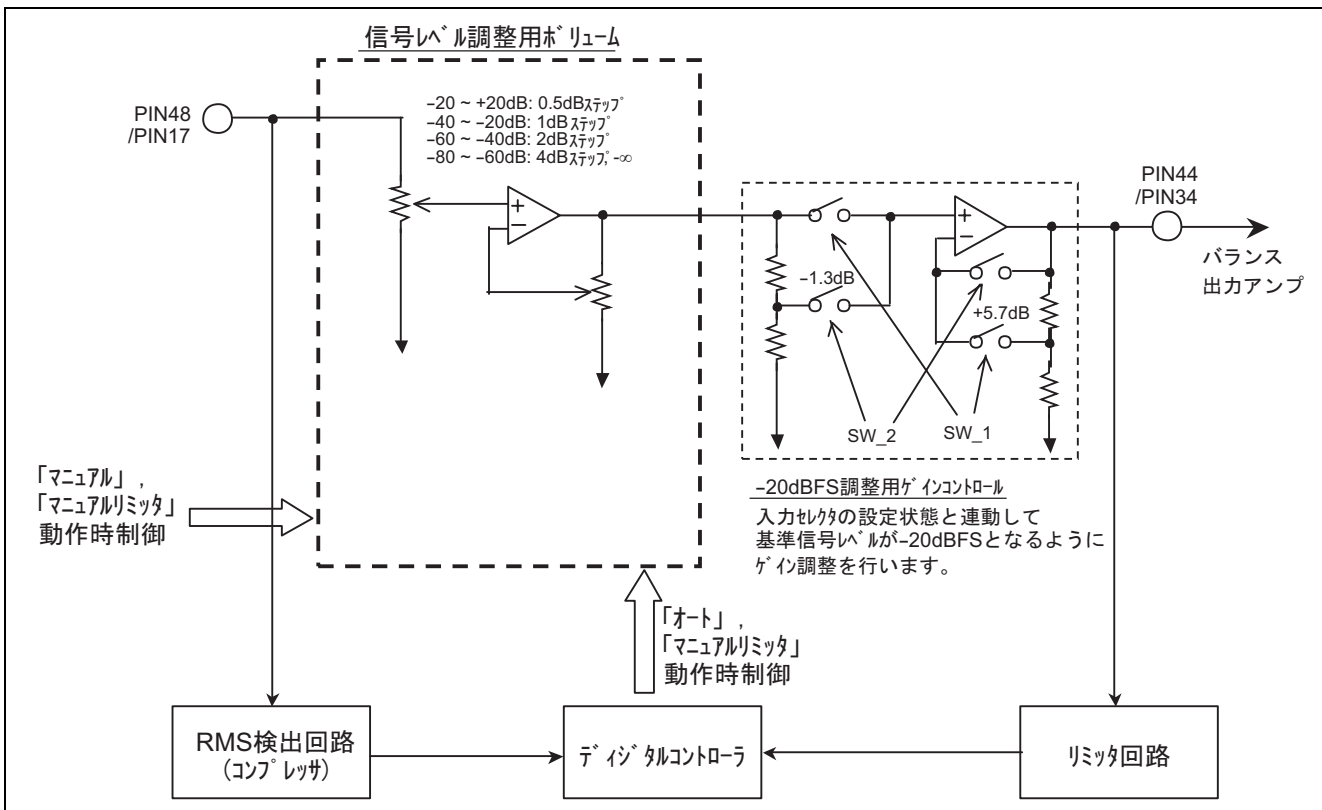 信号ﾚﾍﾞﾙ調整用ﾎﾞﾘｭｰﾑ
PIN48
/PIN17
−20 ~ +20dB: 0.5dBｽﾃｯﾌﾟ
−40 ~ −20dB: 1dBｽﾃｯﾌﾟ
−60 ~ −40dB: 2dBｽﾃｯﾌﾟ
−80 ~ −60dB: 4dBｽﾃｯﾌﾟ, -∞
PIN44
/PIN34
バランス
出力アンプ
+
−
+
−
−1.3dB
+5.7dB
SW_2
SW_1
−20dBFS調整用ｹﾞｲﾝｺﾝﾄﾛｰﾙ
入力ｾﾚｸﾀの設定状態と連動して
基準信号ﾚﾍﾞﾙが−20dBFSとなるように
ｹﾞｲﾝ調整を行います。
｢ﾏﾆｭｱﾙ｣ ,
｢ﾏﾆｭｱﾙﾘﾐｯﾀ｣
動作時制御
｢ｵｰﾄ｣ ,
｢ﾏﾆｭｱﾙﾘﾐｯﾀ｣
動作時制御
RMS検出回路
(ｺﾝﾌﾟﾚｯｻ)
ﾃﾞｨｼﾞﾀﾙｺﾝﾄﾛｰﾗ
ﾘﾐｯﾀ回路